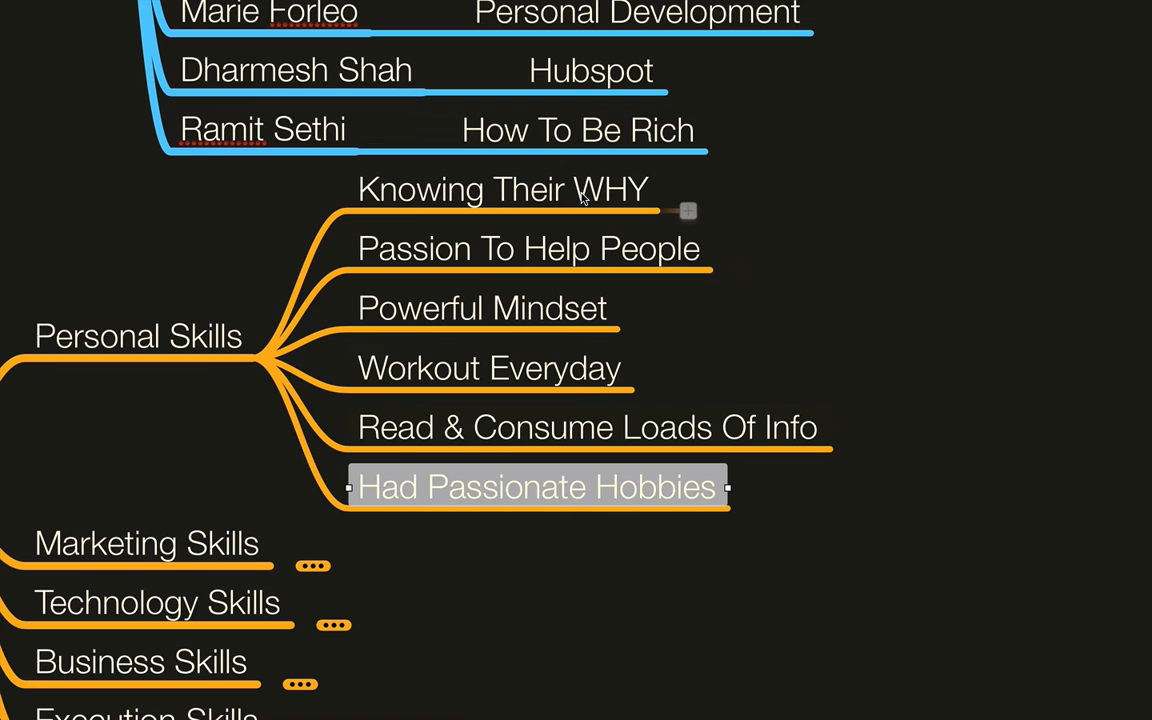 Marie Forleo Personal Development
Dharmesh Shah Hubspot
Ramit Sethi How To Be Rich
Knowing Their WHY
Passion To Help People
Powerful Mindset
Personal Skills
Workout Everyday
Read & Consume Loads Of Info
Had Passionate Hobbies
Marketing Skills
Technology Skills
Business Skills
Execution Skills